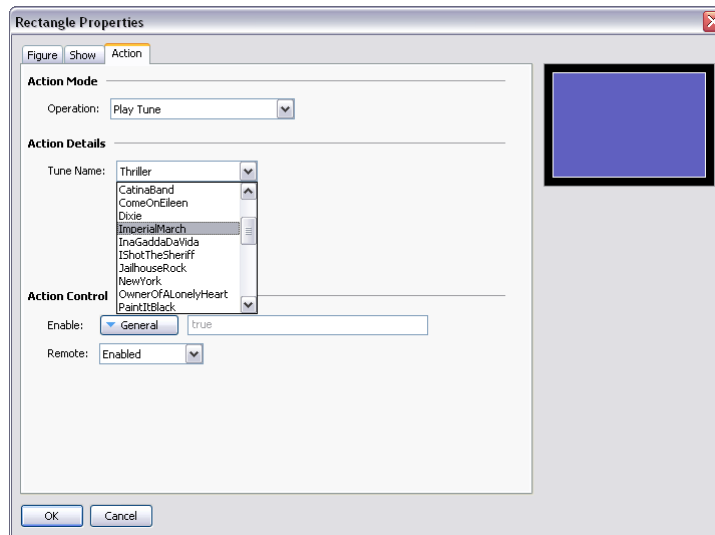 Rectangle Properties
Figure Show Action
Action Mode
Operation: Play Tune
Action Details
Tune Name: Thriller
CatinaBand
ComeOnEileen
Dixie
ImperialMarch
InaGaddaDaVida
IShotTheSheriff
JailhouseRock
NewYork
OwnerOfALonelyHeart
PaintItBlack
Action Control
Enable: General true
Remote: Enabled
OK Cancel